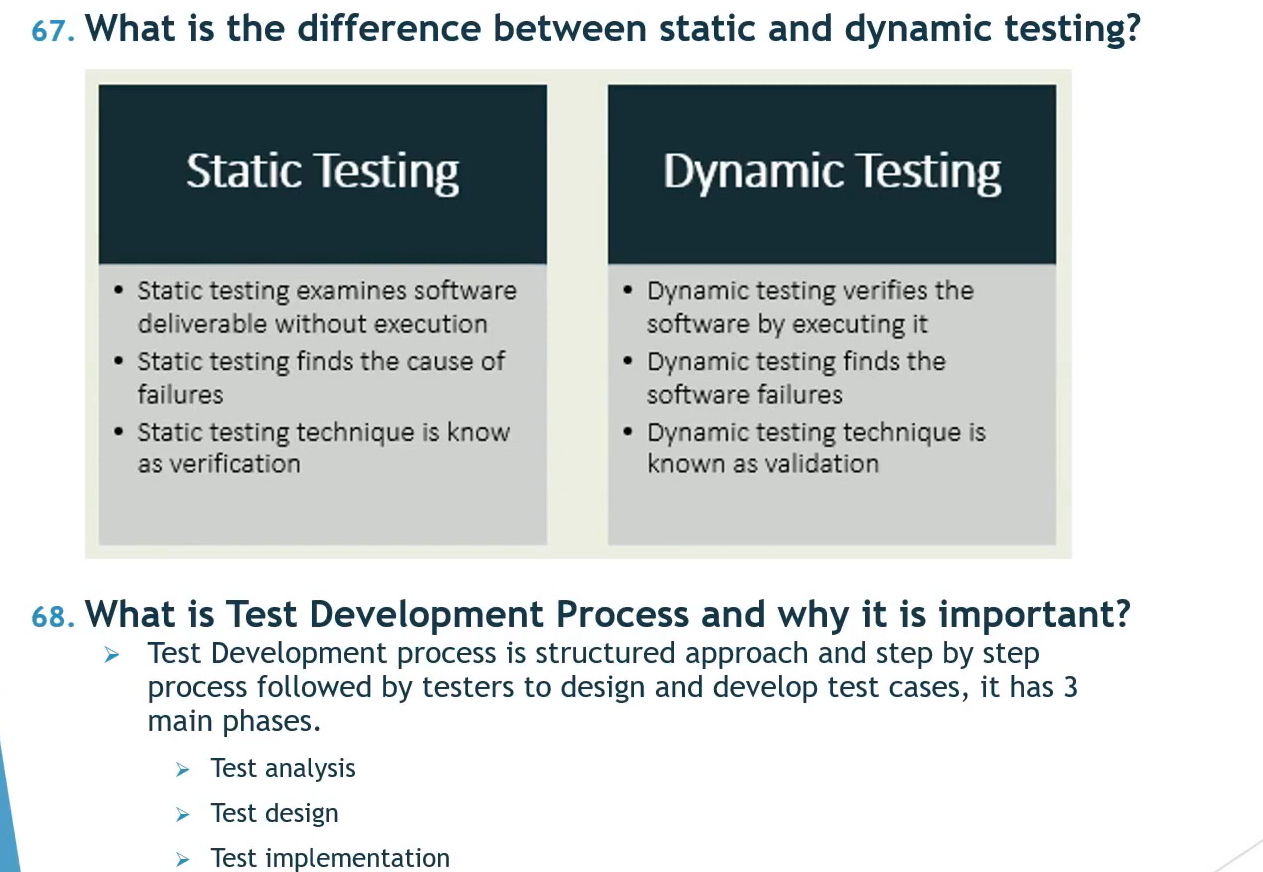 67. What is the difference between static and dynamic testing?
Static Testing
• Static testing examines software
deliverable without execution
• Static testing finds the cause of
failures
• Static testing technique is know
as verification
Dynamic Testing
• Dynamic testing verifies the
software by executing it
• Dynamic testing finds the
software failures
• Dynamic testing technique is
known as validation
68. What is Test Development Process and why it is important?
➢ Test Development process is structured approach and step by step
process followed by testers to design and develop test cases, it has 3
main phases.
➢ Test analysis
➢ Test design
➢ Test implementation